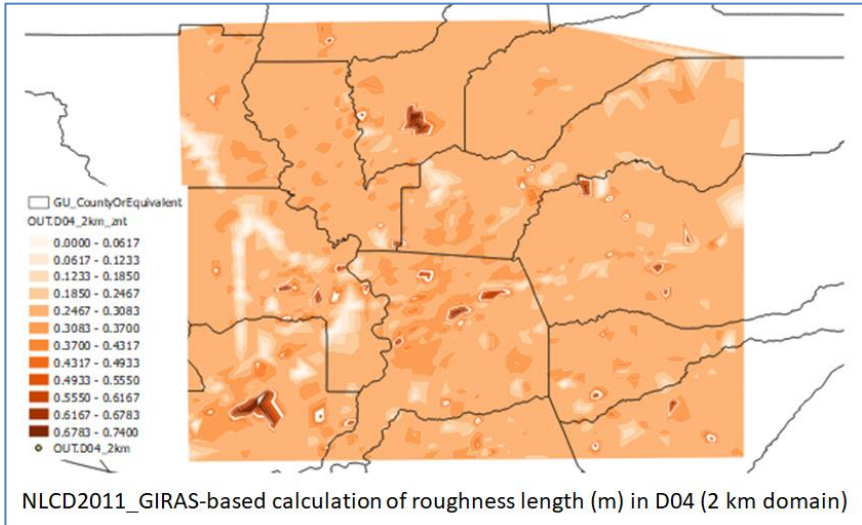 GU_CountyOrEquivalent
OUT.D04_2km_znt
0.0000 - 0.0617
0.0617 - 0.1233
0.1233 - 0.1850
0.1850 - 0.2467
0.2467 - 0.3083
0.3083 - 0.3700
0.3700 - 0.4317
0.4317 - 0.4933
0.4933 - 0.5550
0.5550 - 0.6167
0.6167 - 0.6783
0.6783 - 0.7400
OUT.D04_2km
NLCD2011_GIRAS-based calculation of roughness length (m) in D04 (2 km domain)